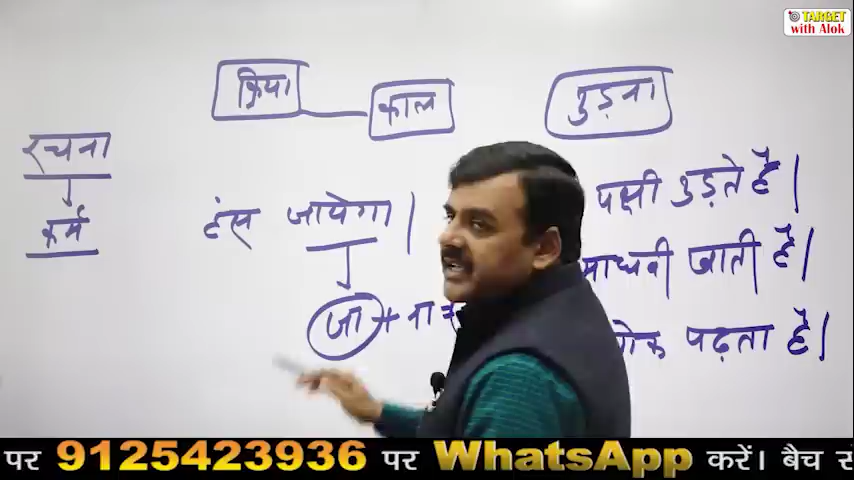 TARGET
with Alok
क्रिया
काल
उड़ना
रचना
कर्म
हंस जायेगा|
पक्षी उड़ते है|
माधवी जाती है|
जा + ना =
पढ़ता है|
पर 9125423936 पर WhatsApp करें। बैच